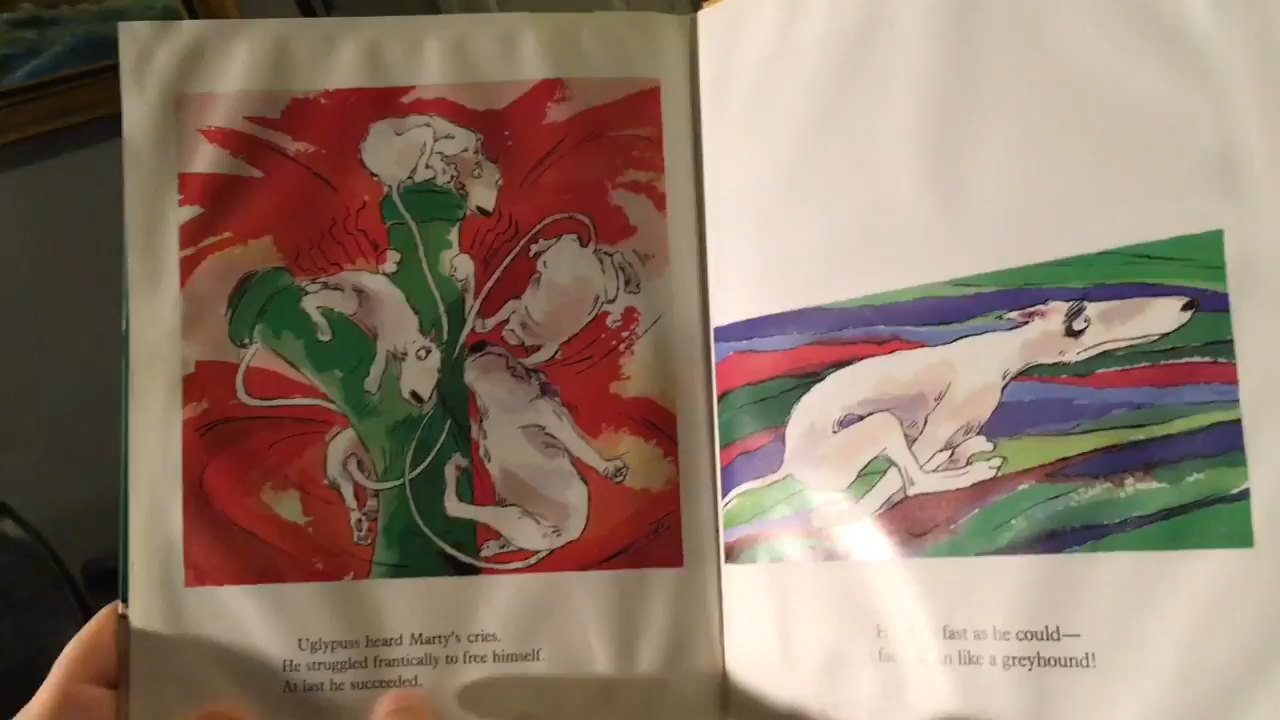 Uglypuss heard Marty's cries.
He struggled frantically to free himself.
At last he succeeded.
fast as he could—
like a greyhound!